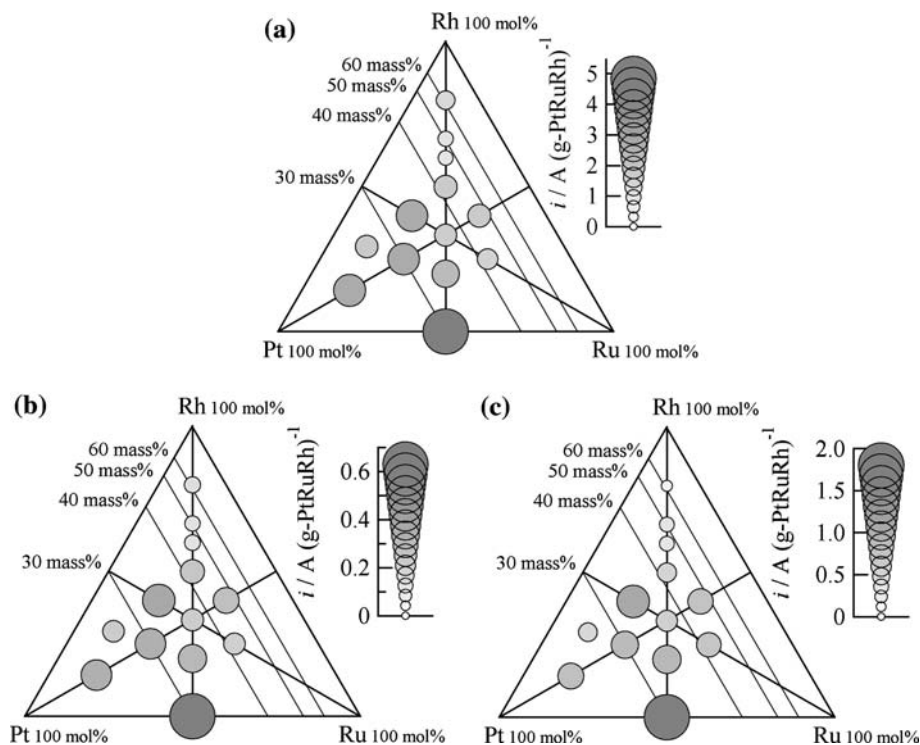 (a)
Rh 100 mol%
60 mass%
50 mass%
40 mass%
30 mass%
Pt 100 mol%
Ru 100 mol%
i / A (g-PtRuRh)⁻¹
5
4
3
2
1
0
(b)
Rh 100 mol%
60 mass%
50 mass%
40 mass%
30 mass%
Pt 100 mol%
Ru 100 mol%
i / A (g-PtRuRh)⁻¹
0.6
0.4
0.2
0
(c)
Rh 100 mol%
60 mass%
50 mass%
40 mass%
30 mass%
Pt 100 mol%
Ru 100 mol%
i / A (g-PtRuRh)⁻¹
2.0
1.5
1.0
0.5
0